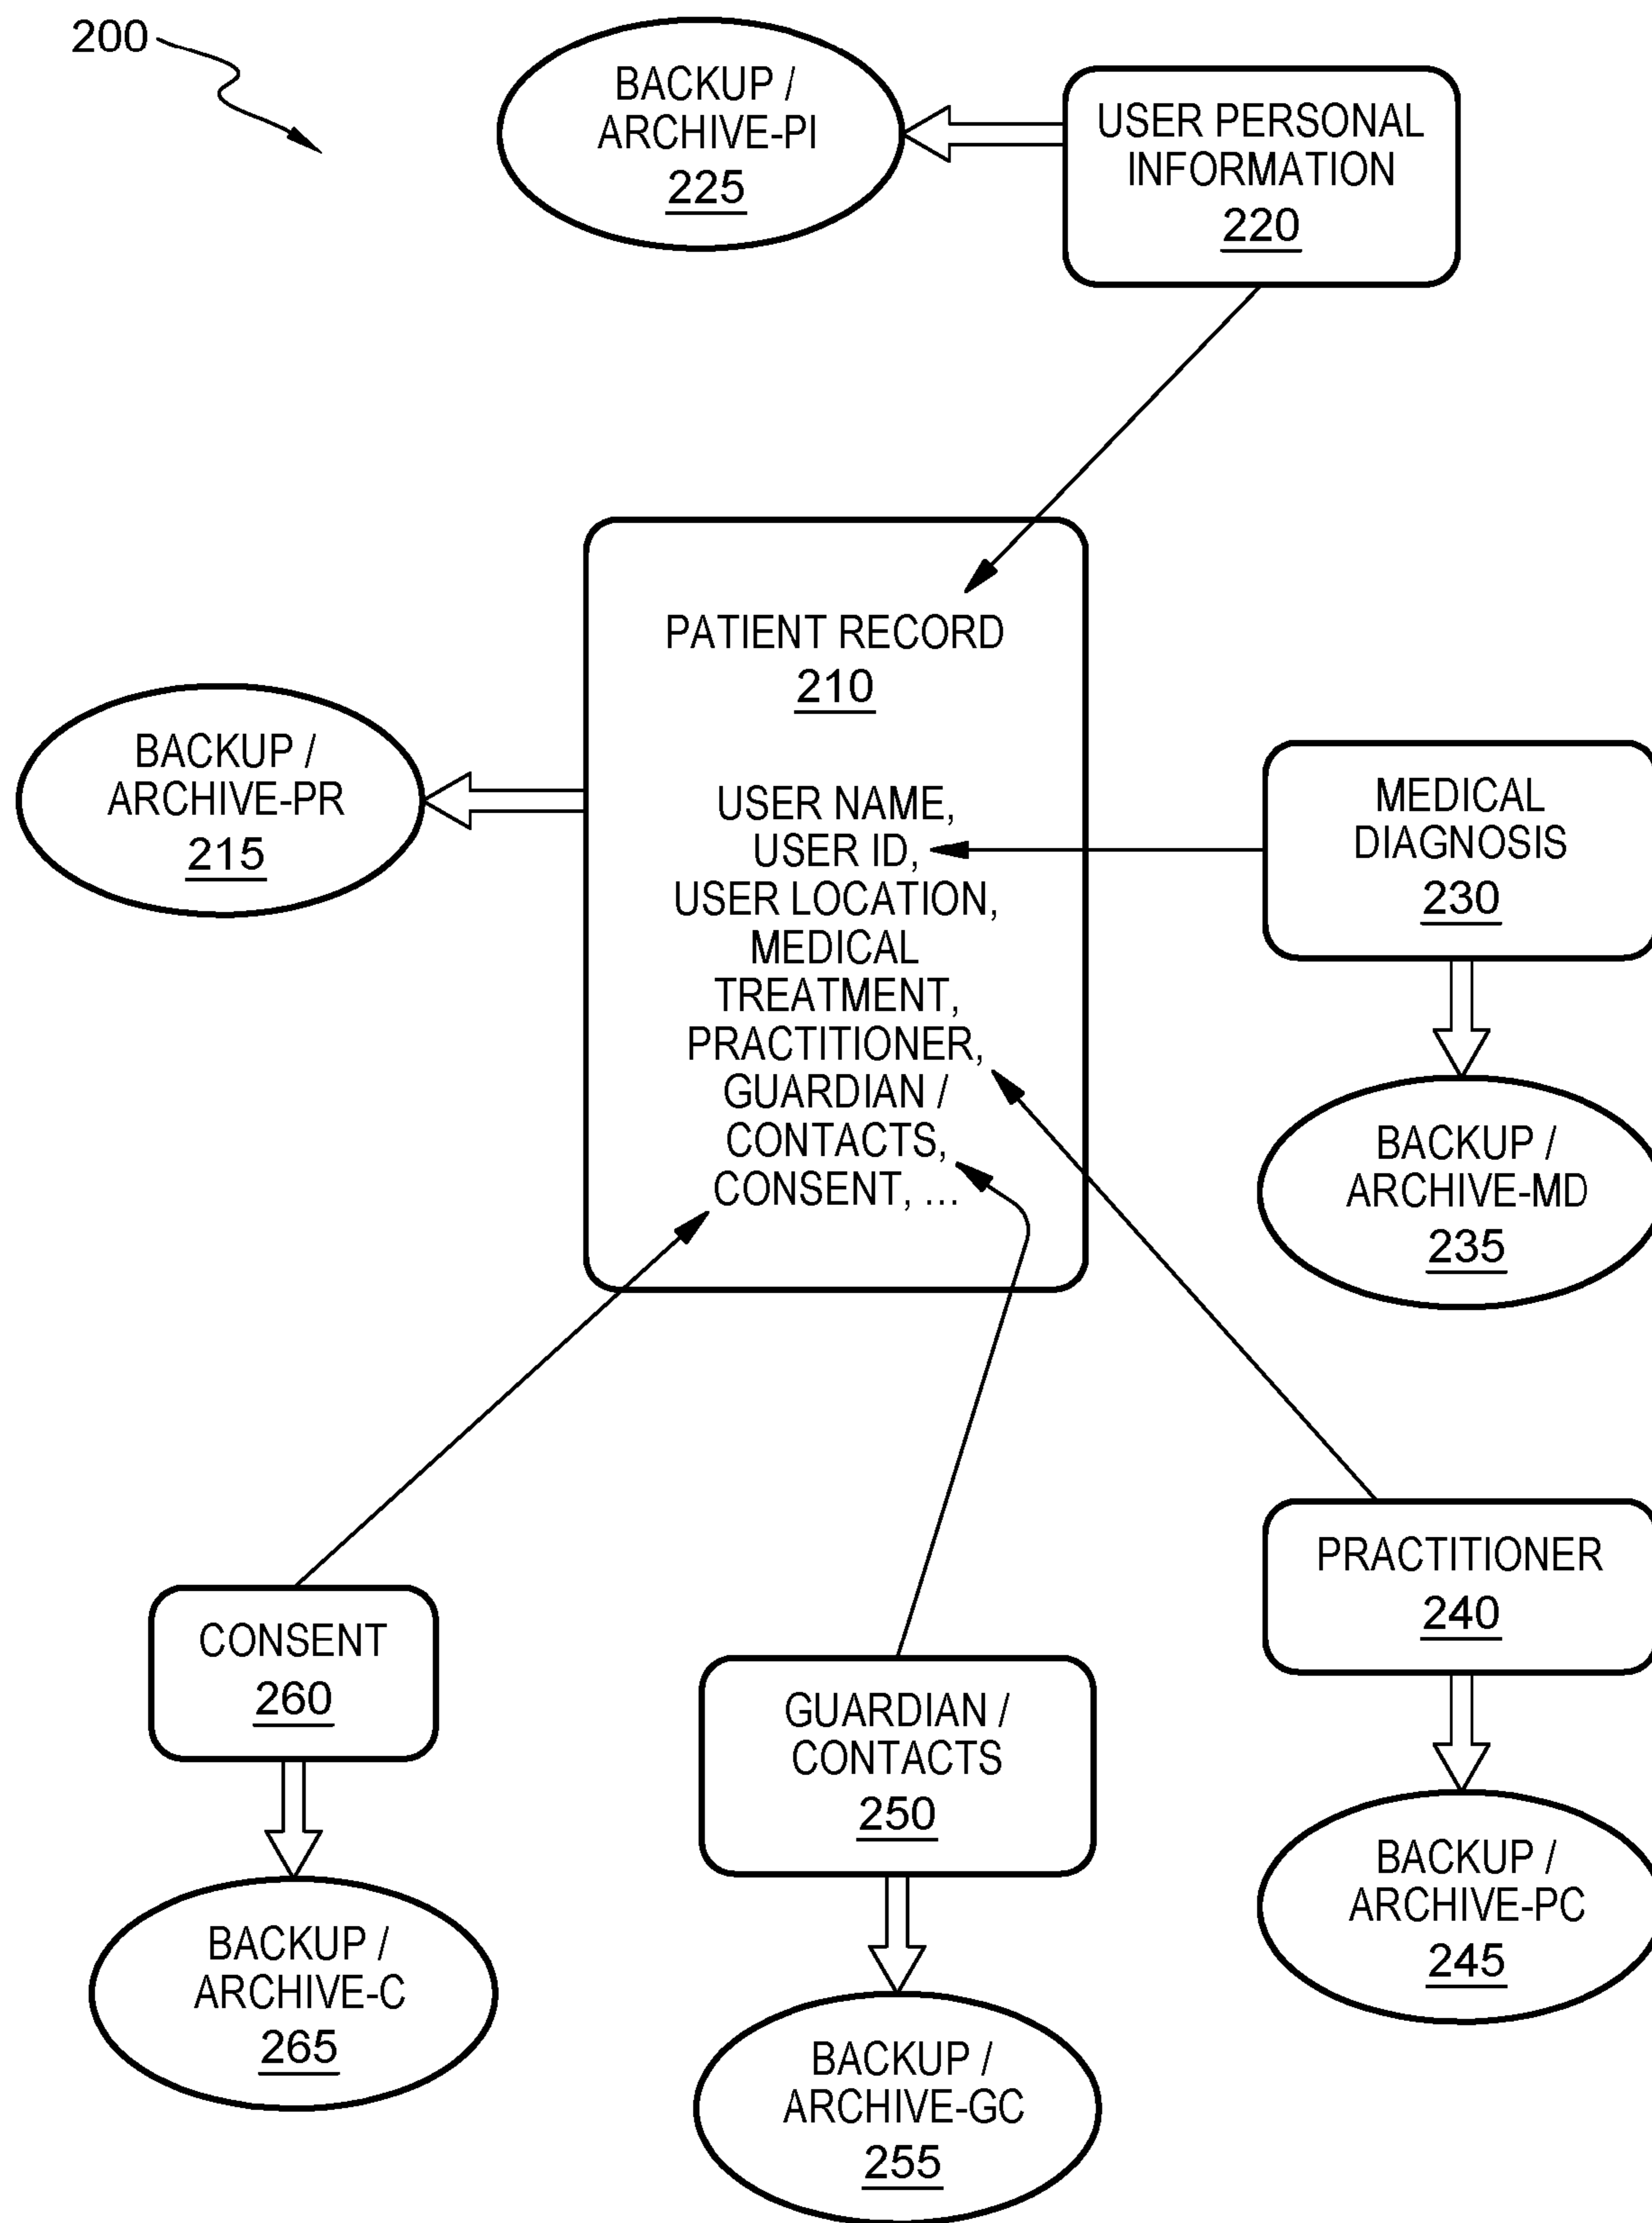 200
BACKUP /
ARCHIVE-PI
225
USER PERSONAL
INFORMATION
220
PATIENT RECORD
210
USER NAME,
USER ID,
USER LOCATION,
MEDICAL
TREATMENT,
PRACTITIONER,
GUARDIAN /
CONTACTS,
CONSENT, ...
BACKUP /
ARCHIVE-PR
215
MEDICAL
DIAGNOSIS
230
BACKUP /
ARCHIVE-MD
235
PRACTITIONER
240
BACKUP /
ARCHIVE-PC
245
CONSENT
260
BACKUP /
ARCHIVE-C
265
GUARDIAN /
CONTACTS
250
BACKUP /
ARCHIVE-GC
255